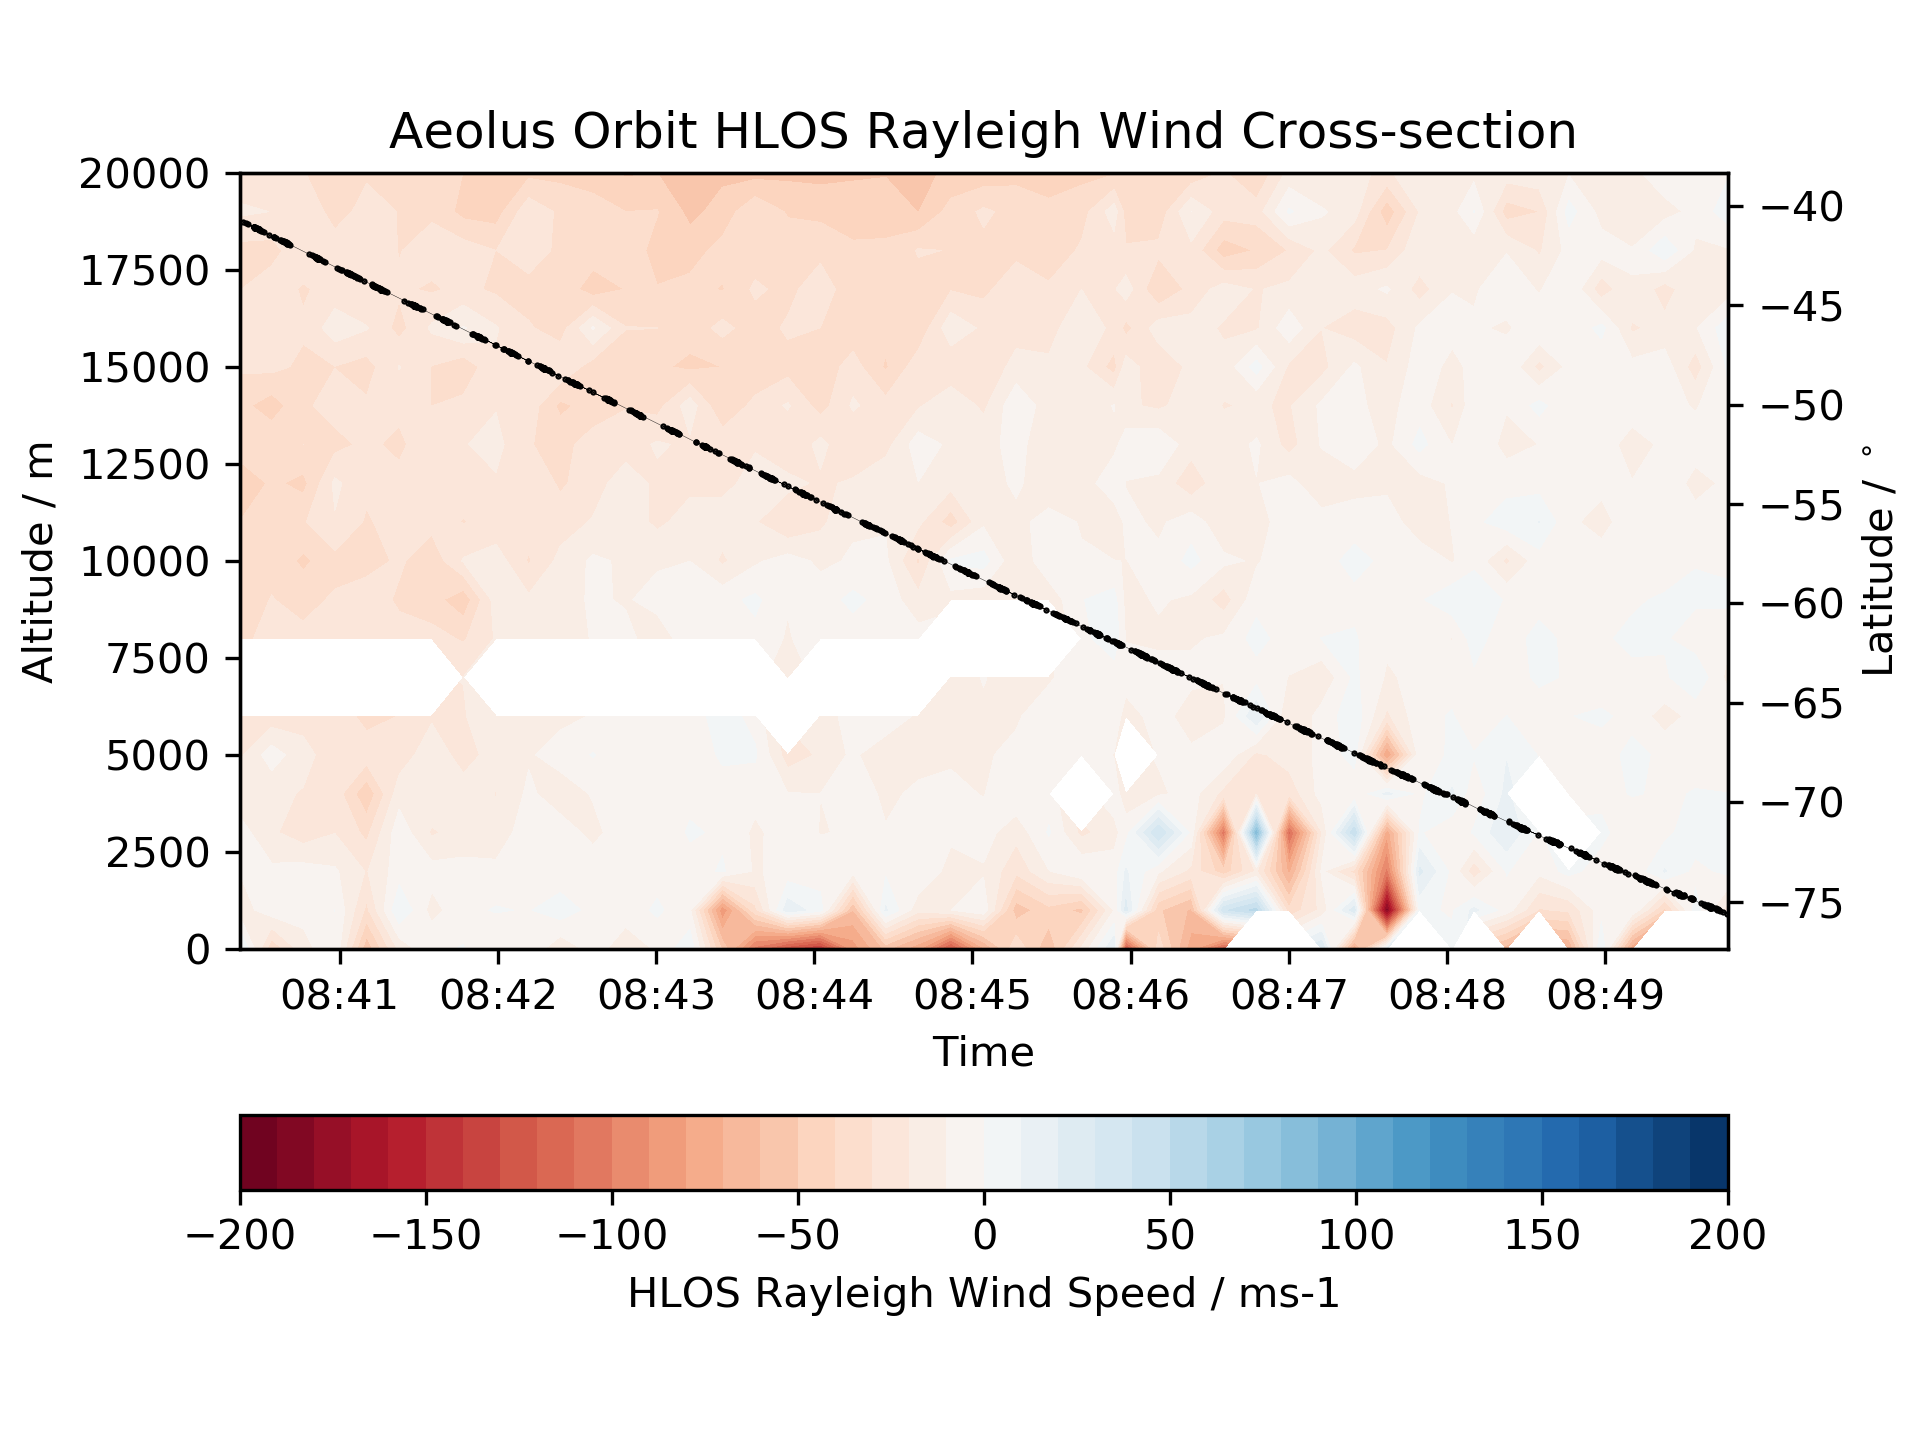 Aeolus Orbit HLOS Rayleigh Wind Cross-section
20000
17500
15000
12500
10000
7500
5000
2500
0
Altitude / m
−40
−45
−50
−55
−60
−65
−70
−75
Latitude / °
08:41 08:42 08:43 08:44 08:45 08:46 08:47 08:48 08:49
Time
−200 −150 −100 −50 0 50 100 150 200
HLOS Rayleigh Wind Speed / ms-1